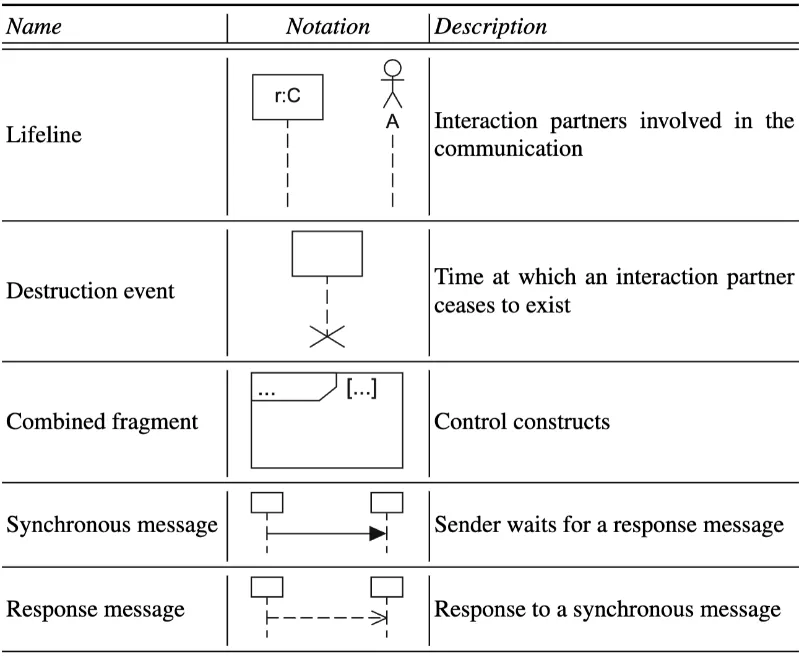 Name Notation Description
r:C
A
Lifeline
Interaction partners involved in the
communication
Destruction event
Time at which an interaction partner
ceases to exist
... [...]
Combined fragment
Control constructs
Synchronous message
Sender waits for a response message
Response message
Response to a synchronous message